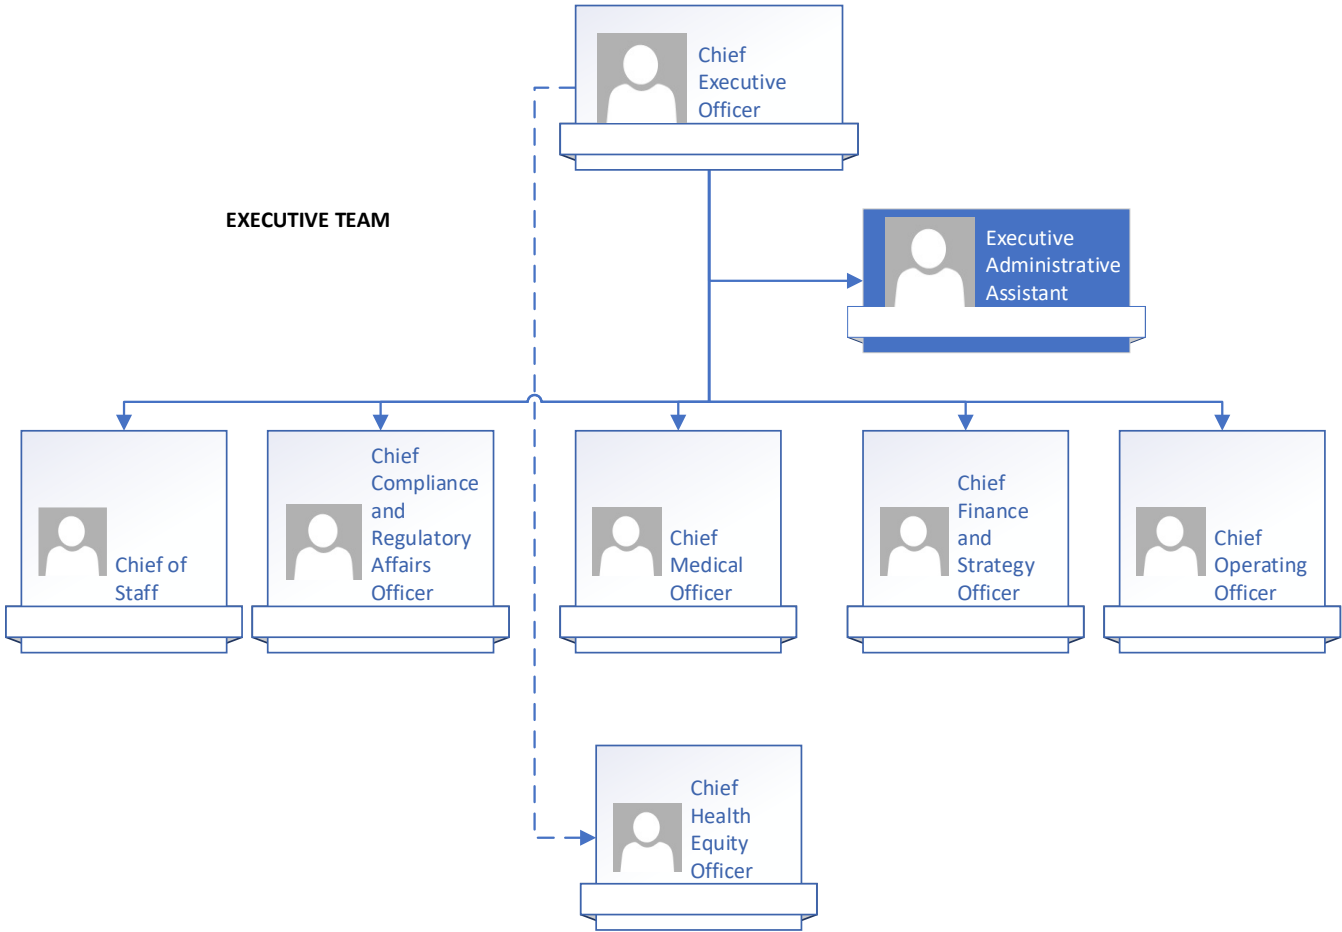 Chief
Executive
Officer
EXECUTIVE TEAM
Executive
Administrative
Assistant
Chief of
Staff
Chief
Compliance
and
Regulatory
Affairs
Officer
Chief
Medical
Officer
Chief
Finance
and
Strategy
Officer
Chief
Operating
Officer
Chief
Health
Equity
Officer